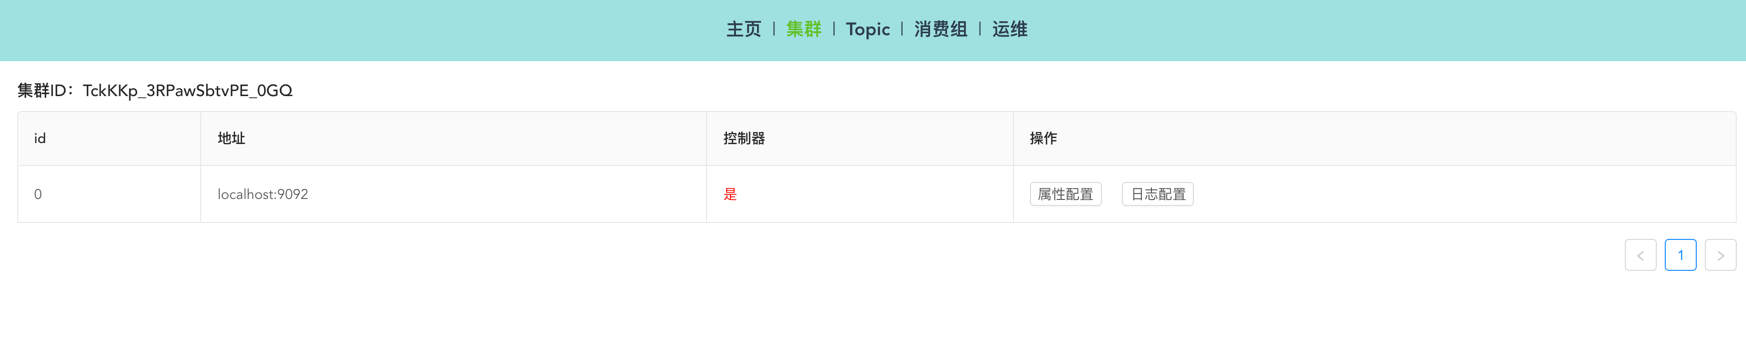 主页 | 集群 | Topic | 消费组 | 运维
集群ID：TckKKp_3RPawSbtvPE_0GQ
id 地址 控制器 操作
0 localhost:9092 是 属性配置 日志配置
< 1 >